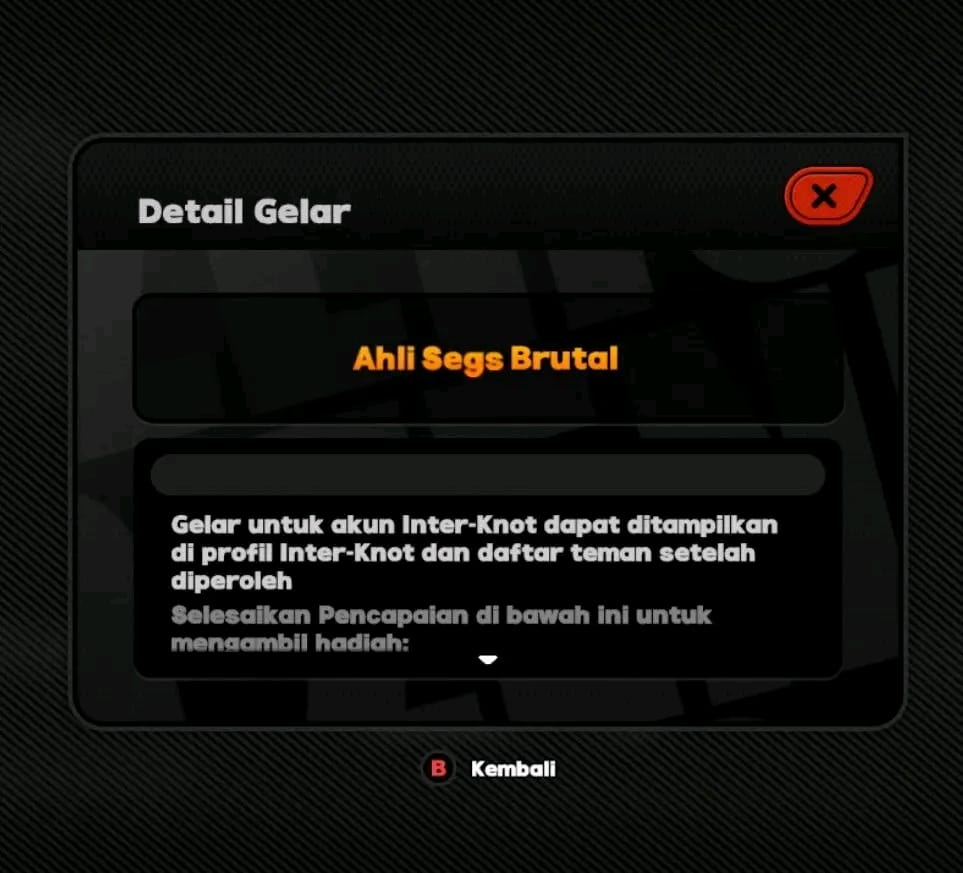 Detail Gelar
Ahli Segs Brutal
Gelar untuk akun Inter-Knot dapat ditampilkan
di profil Inter-Knot dan daftar teman setelah
diperoleh
Selesaikan Pencapaian di bawah ini untuk
mengambil hadiah:
B Kembali